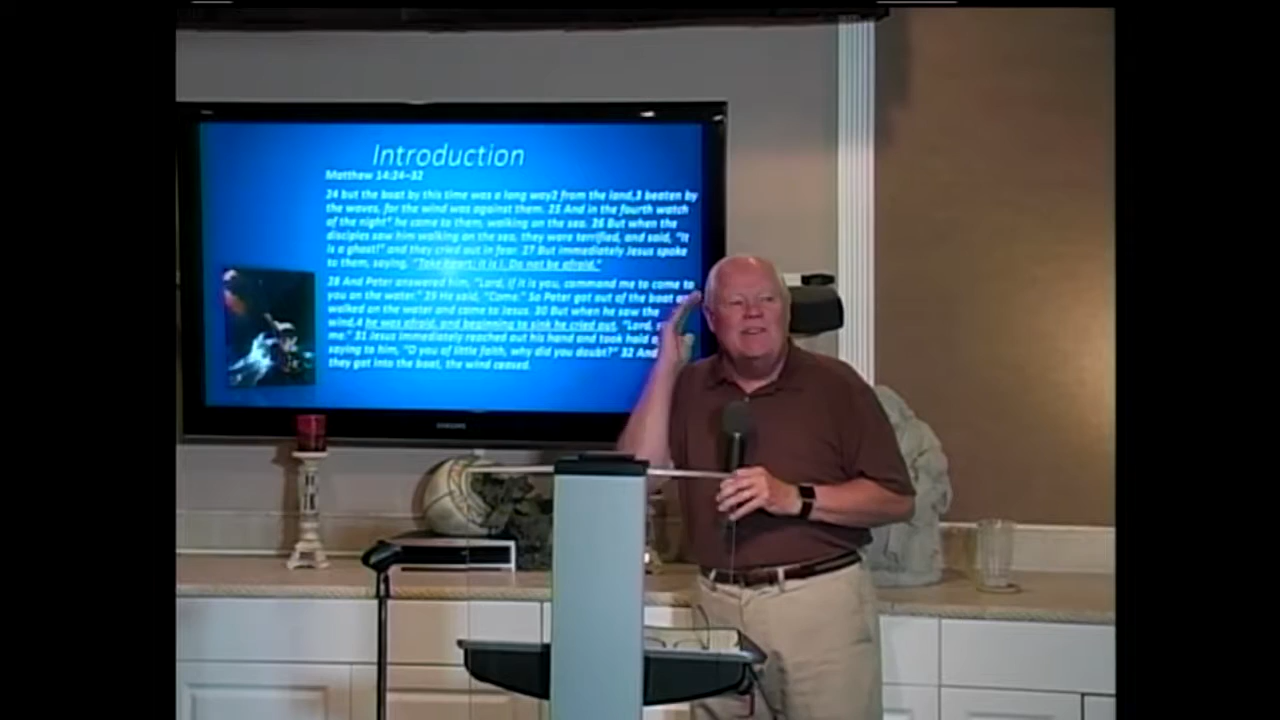 Introduction
Matthew 14:24–32
24 but the boat by this time was a long way2 from the land,3 beaten by
the waves, for the wind was against them. 25 And in the fourth watch
of the night4 he came to them, walking on the sea. 26 But when the
disciples saw him walking on the sea, they were terrified, and said, "It
is a ghost!" and they cried out in fear. 27 But immediately Jesus spoke
to them, saying, "Take heart; it is I. Do not be afraid."
28 And Peter answered him, "Lord, if it is you, command me to come to
you on the water." 29 He said, "Come." So Peter got out of the boat
walked on the water and came to Jesus. 30 But when he saw the
wind,4 he was afraid, and beginning to sink he cried out, "Lord,
me." 31 Jesus immediately reached out his hand and took hold
saying to him, "O you of little faith, why did you doubt?" 32 And
they got into the boat, the wind ceased.
SAMSUNG